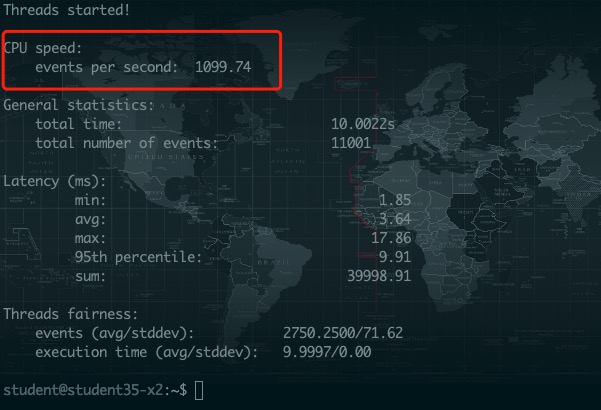 Threads started!
CPU speed:
events per second: 1099.74
General statistics:
total time: 10.0022s
total number of events: 11001
Latency (ms):
min: 1.85
avg: 3.64
max: 17.86
95th percentile: 9.91
sum: 39998.91
Threads fairness:
events (avg/stddev): 2750.2500/71.62
execution time (avg/stddev): 9.9997/0.00
student@student35-x2:~$